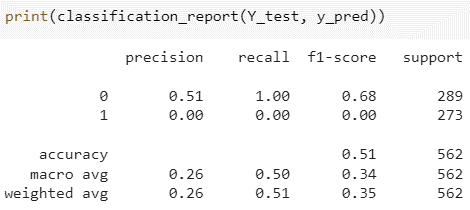 print(classification_report(Y_test, y_pred))
precision recall f1-score support
0 0.51 1.00 0.68 289
1 0.00 0.00 0.00 273
accuracy 0.51 562
macro avg 0.26 0.50 0.34 562
weighted avg 0.26 0.51 0.35 562